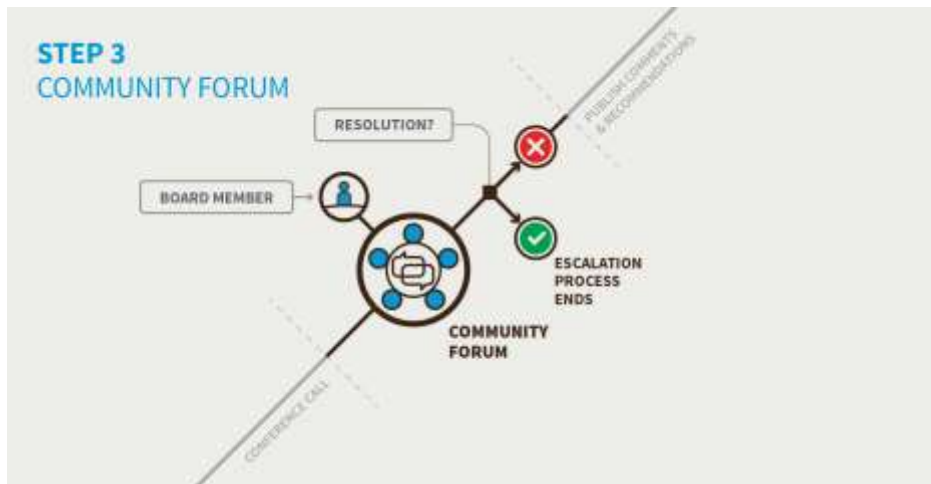 STEP 3
COMMUNITY FORUM
RESOLUTION?
PUBLISH COMMENTS
& RECOMMENDATIONS
BOARD MEMBER
ESCALATION
PROCESS
ENDS
COMMUNITY
FORUM
CONFERENCE CALL